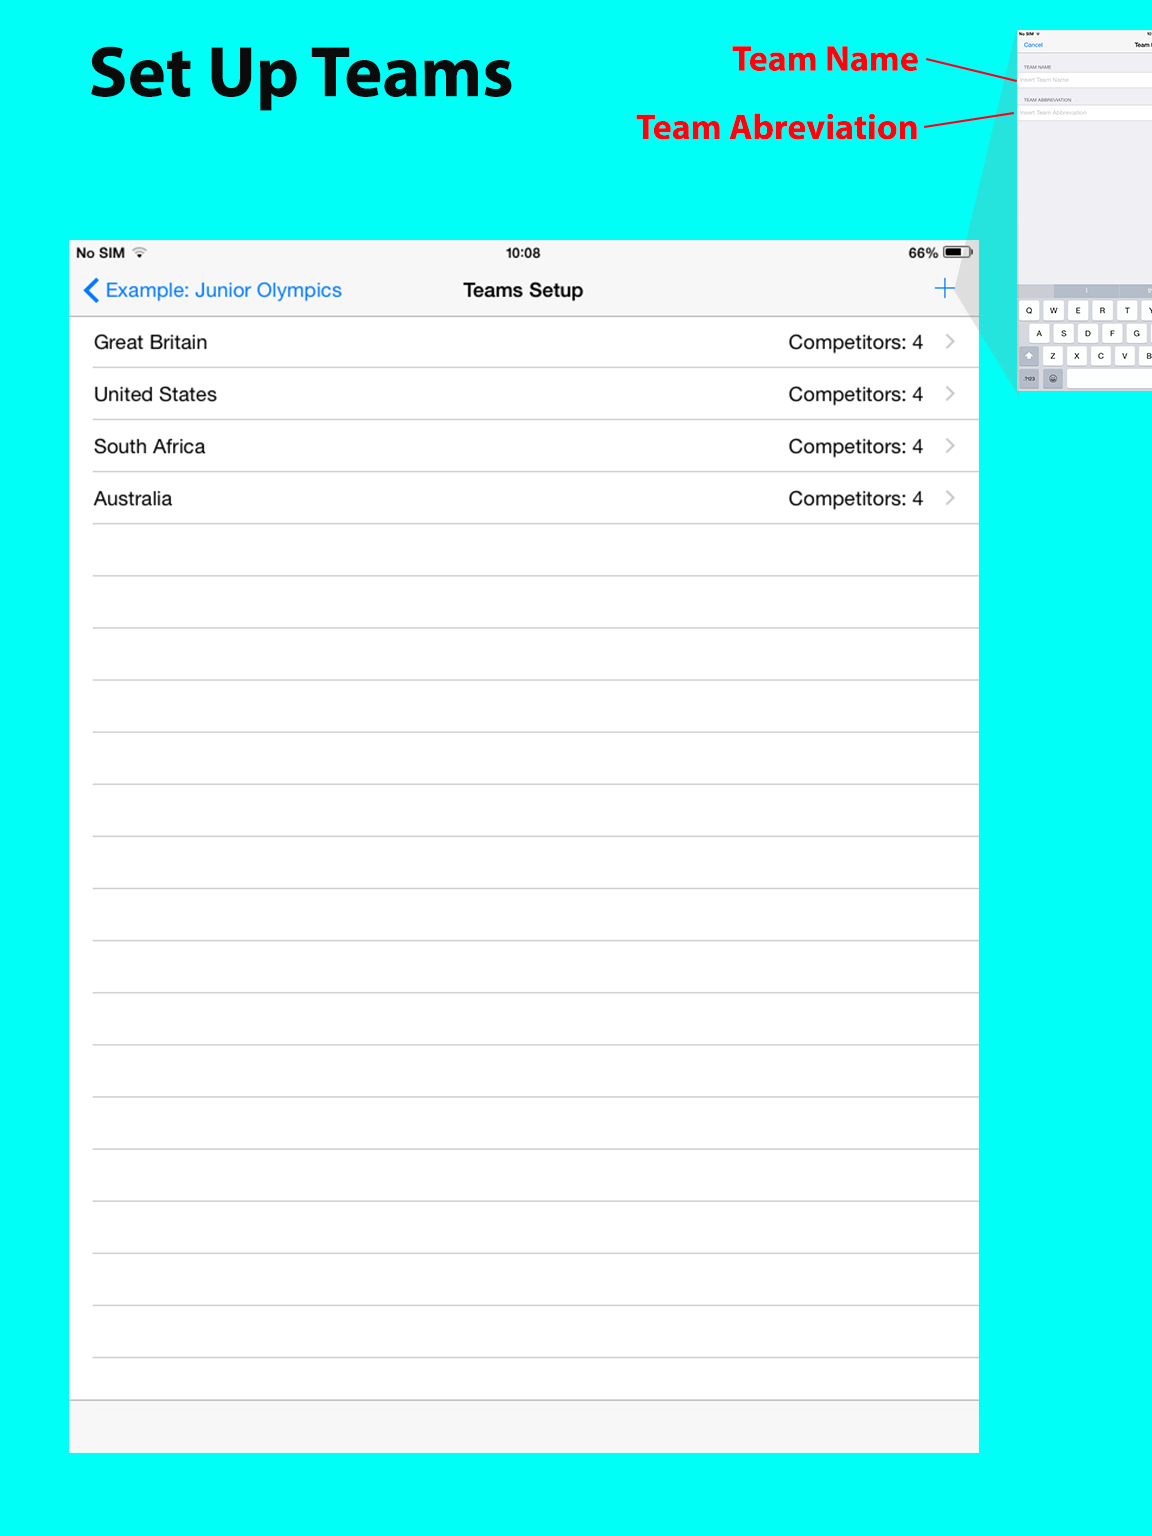 Set Up Teams
Team Name
Team Abreviation
No SIM
Cancel
TEAM NAME
Insert Team Name
TEAM ABBREVIATION
Insert Team Abbreviation
Q W E R T Y
A S D F G
Z X C V B
.?123
No SIM 10:08 66%
Example: Junior Olympics Teams Setup +
Great Britain Competitors: 4
United States Competitors: 4
South Africa Competitors: 4
Australia Competitors: 4